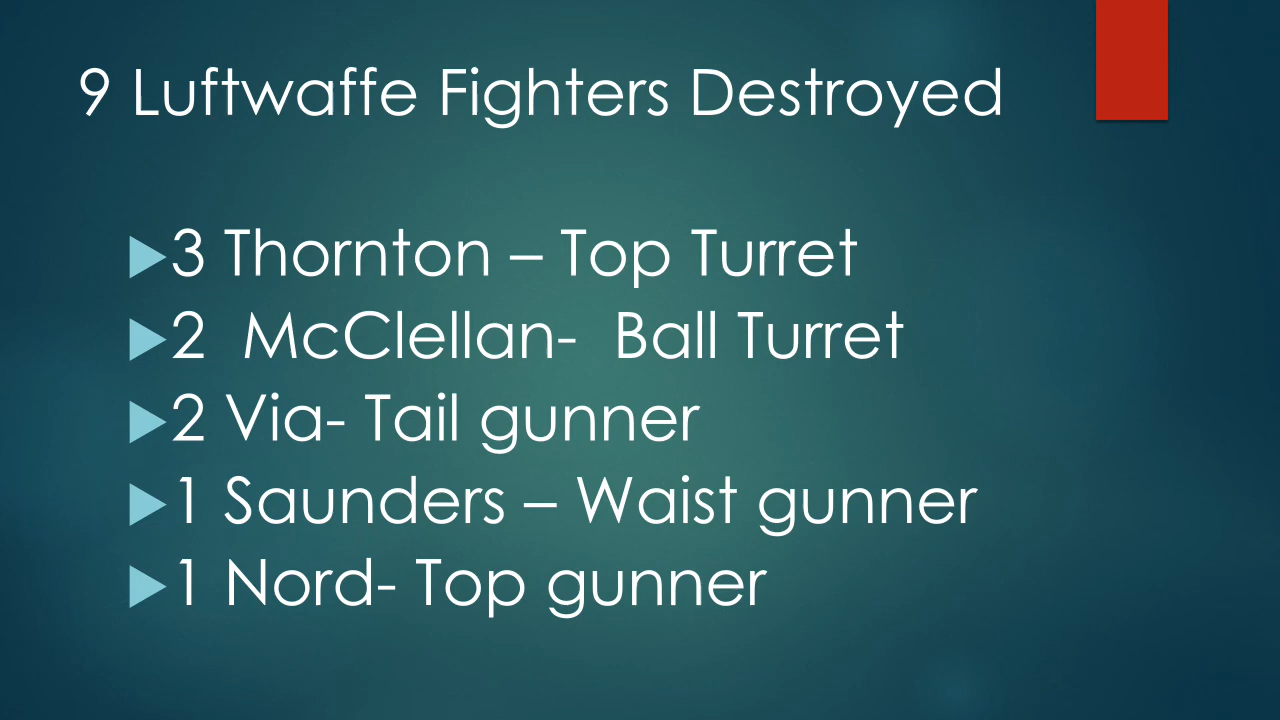 9 Luftwaffe Fighters Destroyed
3 Thornton – Top Turret
2  McClellan-  Ball Turret
2 Via- Tail gunner
1 Saunders – Waist gunner
1 Nord- Top gunner